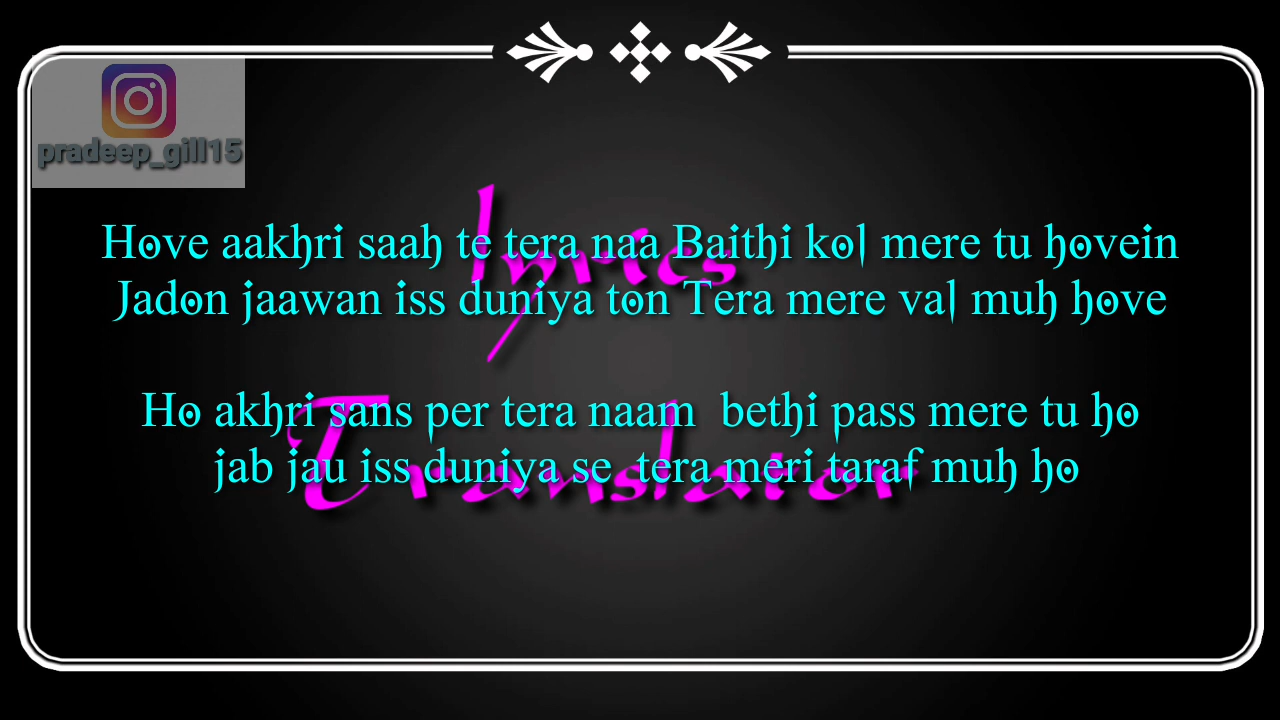 pradeep_gill15
lyrics
Translator
Hove aakhri saah te tera naa Baithi kol mere tu hovein
Jadon jaawan iss duniya ton Tera mere val muh hove
Ho akhri sans per tera naam bethi pass mere tu ho
jab jau iss duniya se tera meri taraf muh ho